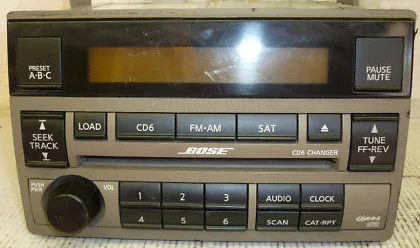 PRESET
A·B·C
PAUSE
MUTE
SEEK
TRACK
LOAD
CD6
FM·AM
SAT
TUNE
FF·REV
BOSE
CD6 CHANGER
PUSH
PWR
VOL
1
2
3
AUDIO
CLOCK
4
5
6
SCAN
CAT·RPT